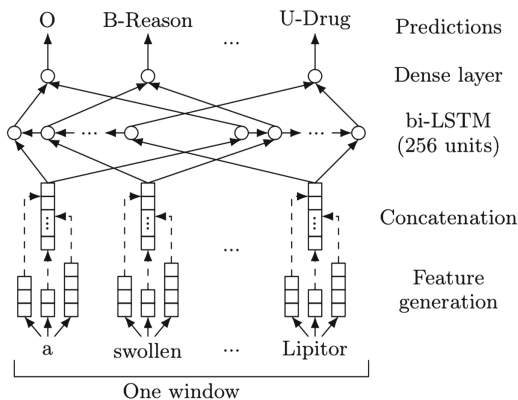 O B-Reason ... U-Drug Predictions
Dense layer
... ... bi-LSTM
(256 units)
Concatenation
...
Feature
generation
a swollen ... Lipitor
One window